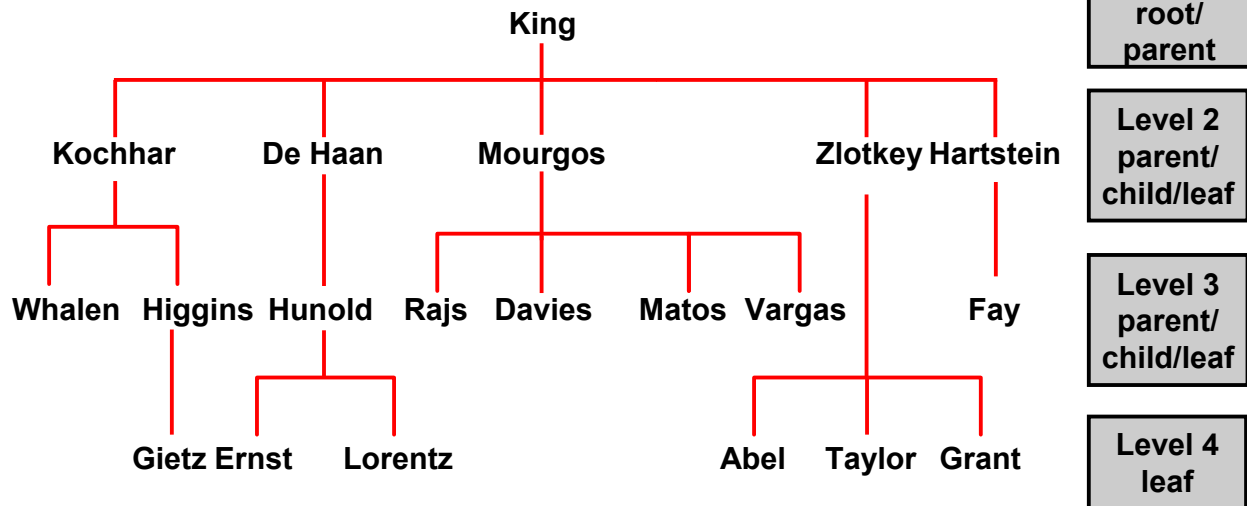 King
root/
parent
Kochhar De Haan Mourgos Zlotkey Hartstein
Level 2
parent/
child/leaf
Whalen Higgins Hunold Rajs Davies Matos Vargas Fay
Level 3
parent/
child/leaf
Gietz Ernst Lorentz Abel Taylor Grant
Level 4
leaf